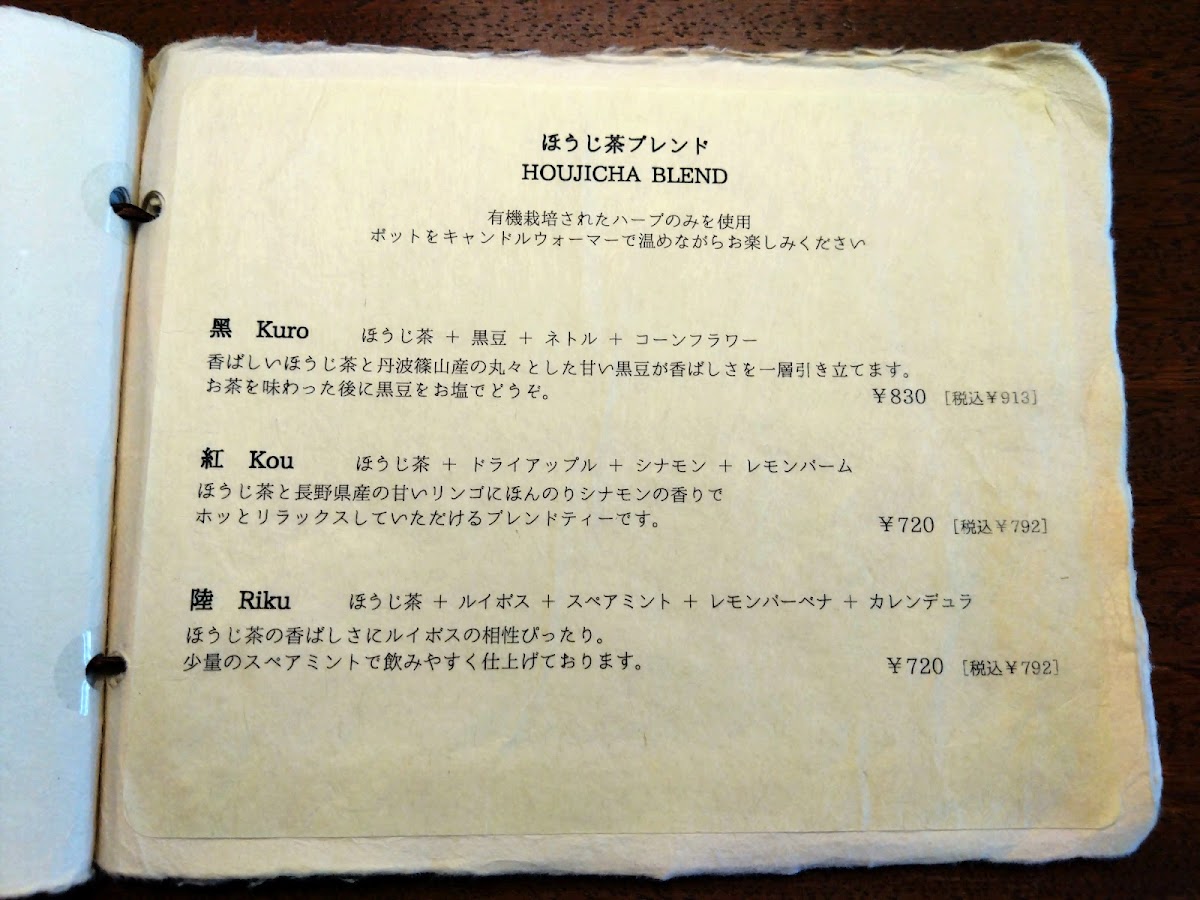 ほうじ茶ブレンド
HOUJICHA BLEND
有機栽培されたハーブのみを使用
ポットをキャンドルウォーマーで温めながらお楽しみください
黑 Kuro ほうじ茶 + 黒豆 + ネトル + コーンフラワー
香ばしいほうじ茶と丹波篠山産の丸々とした甘い黒豆が香ばしさを一層引き立てます。
お茶を味わった後に黒豆をお塩でどうぞ。
¥830 [税込¥913]
紅 Kou ほうじ茶 + ドライアップル + シナモン + レモンバーム
ほうじ茶と長野県産の甘いリンゴにほんのりシナモンの香りで
ホッとリラックスしていただけるブレンドティーです。
¥720 [税込¥792]
陸 Riku ほうじ茶 + ルイボス + スペアミント + レモンバーベナ + カレンデュラ
ほうじ茶の香ばしさにルイボスの相性ぴったり。
少量のスペアミントで飲みやすく仕上げております。
¥720 [税込¥792]